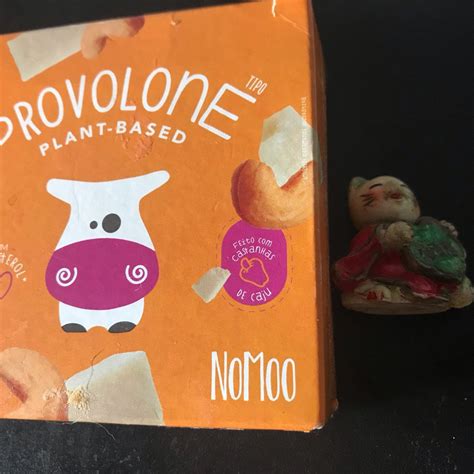 PROVOLONE
TIPO
PLANT-BASED
FEITO COM
CASTANHAS
DE CAJU
NOMOO